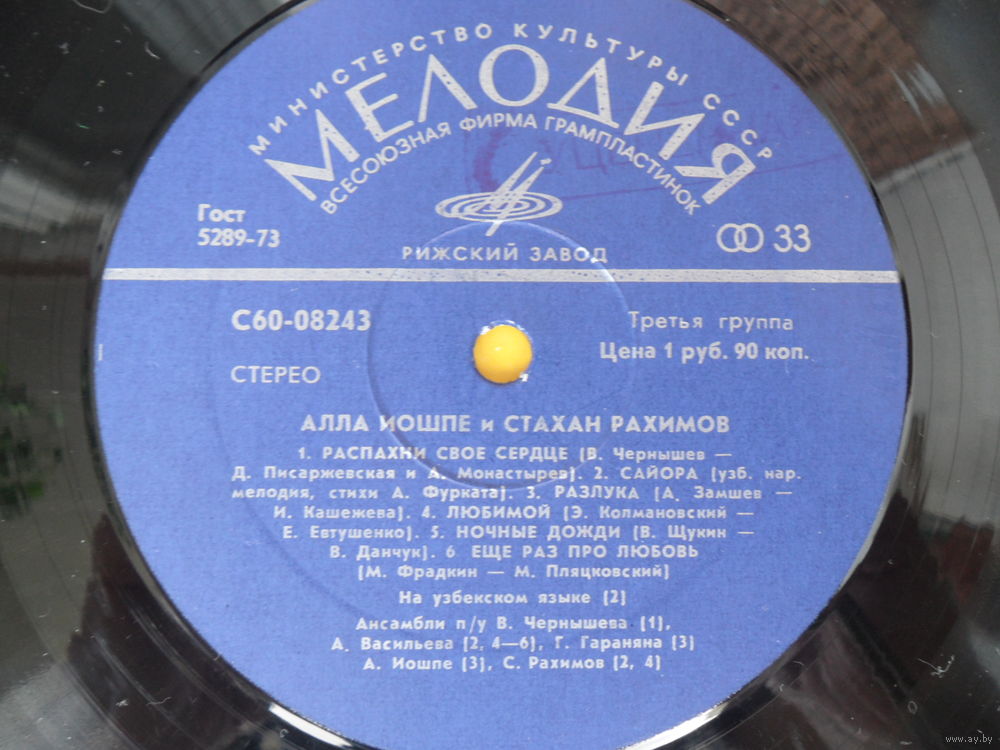 МИНИСТЕРСТВО КУЛЬТУРЫ СССР
МЕЛОДИЯ
ВСЕСОЮЗНАЯ ФИРМА ГРАМПЛАСТИНОК
Гост
5289-73
33
РИЖСКИЙ ЗАВОД
С60-08243
Третья группа
Цена 1 руб. 90 коп.
СТЕРЕО
АЛЛА ИОШПЕ и СТАХАН РАХИМОВ
1. РАСПАХНИ СВОЕ СЕРДЦЕ (В. Чернышев —
Д. Писаржевская и А. Монастырев). 2. САЙОРА (узб. нар.
мелодия, стихи А. Фурката). 3. РАЗЛУКА (А. Замшев —
И. Кашежева). 4. ЛЮБИМОЙ (Э. Колмановский —
Е. Евтушенко). 5. НОЧНЫЕ ДОЖДИ (В. Щукин —
В. Данчук). 6 ЕЩЕ РАЗ ПРО ЛЮБОВЬ
(М. Фрадкин — М. Пляцковский)
На узбекском языке (2)
Ансамбли п/у В. Чернышева (1),
А. Васильева (2, 4—6), Г. Гараняна (3)
А. Иошпе (3), С. Рахимов (2, 4)
www.ay.by